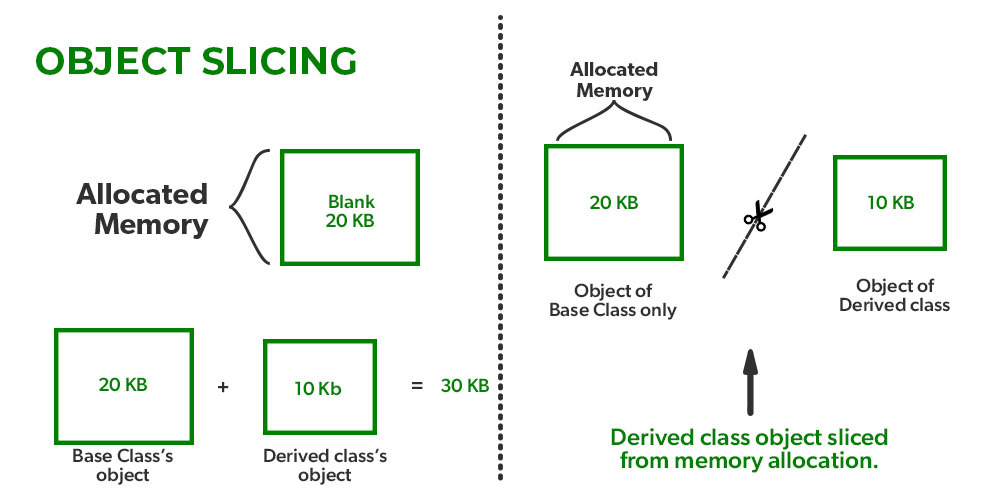 OBJECT SLICING
Allocated
Memory
Blank
20 KB
20 KB
+
10 Kb
=
30 KB
Base Class's
object
Derived class's
object
Allocated
Memory
20 KB
10 KB
Object of
Base Class only
Object of
Derived class
Derived class object sliced
from memory allocation.